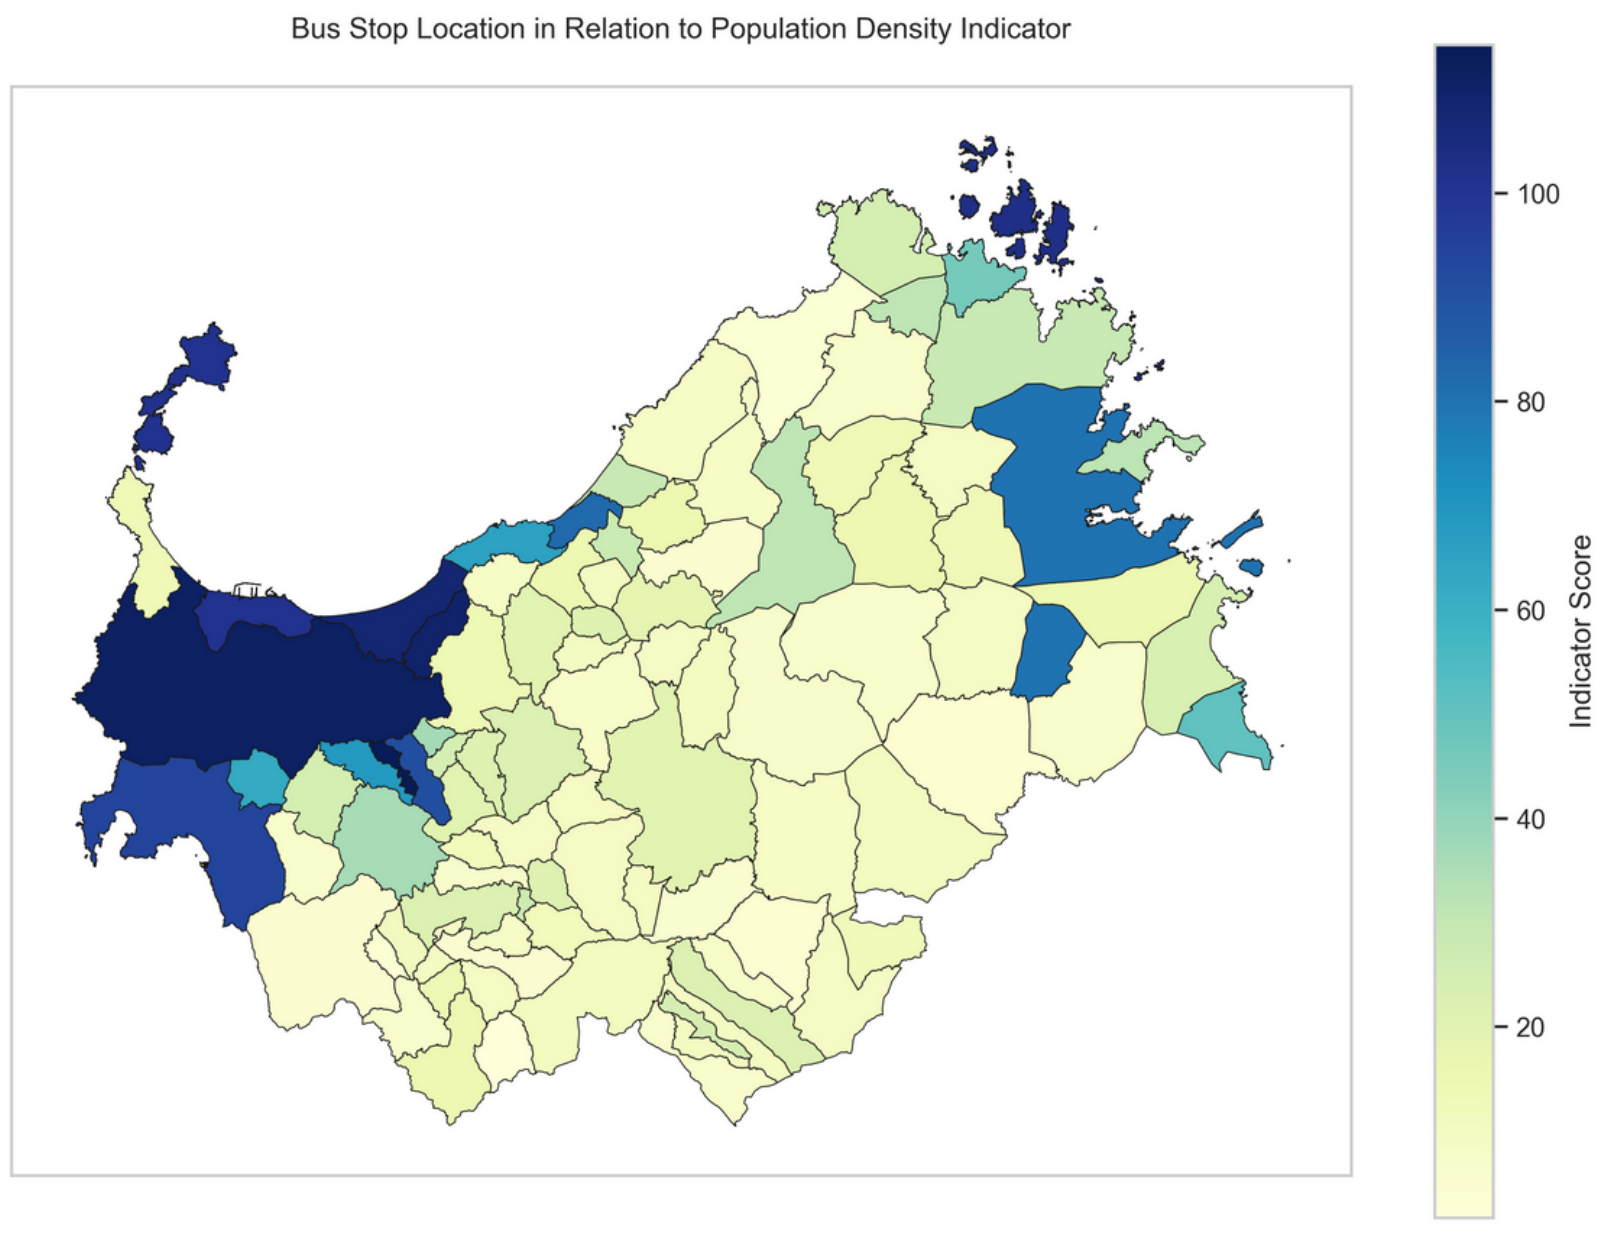 Bus Stop Location in Relation to Population Density Indicator
100
80
60
40
20
Indicator Score